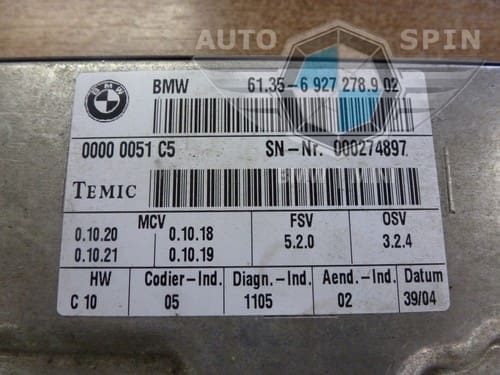 AUTO SPIN
BMW
BMW 61.35-6 927 278.9 02
0000 0051 C5 SN-Nr. 000274897
TEMIC
MCV FSV OSV
0.10.20 0.10.18 5.2.0 3.2.4
0.10.21 0.10.19
HW Codier-Ind. Diagn.-Ind. Aend.-Ind. Datum
C 10 05 1105 02 39/04